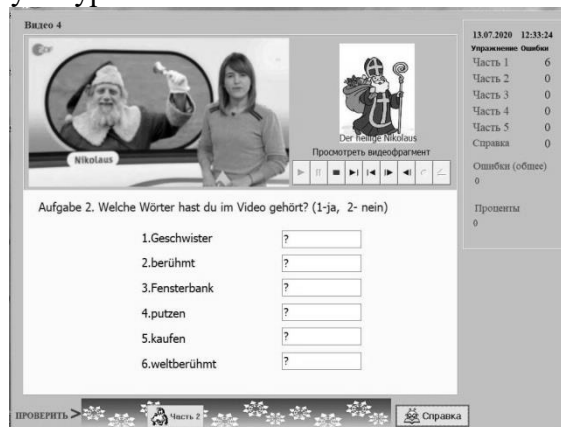 Видео 4
ZDF
Nikolaus
Der heilige Nikolaus
Просмотреть видеофрагмент
13.07.2020 12:33:24
Упражнение Ошибки
Часть 1 6
Часть 2 0
Часть 3 0
Часть 4 0
Часть 5 0
Справка 0
Ошибки (общее)
0
Проценты
0
Aufgabe 2. Welche Wörter hast du im Video gehört? (1-ja, 2- nein)
1.Geschwister ?
2.berühmt ?
3.Fensterbank ?
4.putzen ?
5.kaufen ?
6.weltberühmt ?
ПРОВЕРИТЬ > Часть 2 Справка